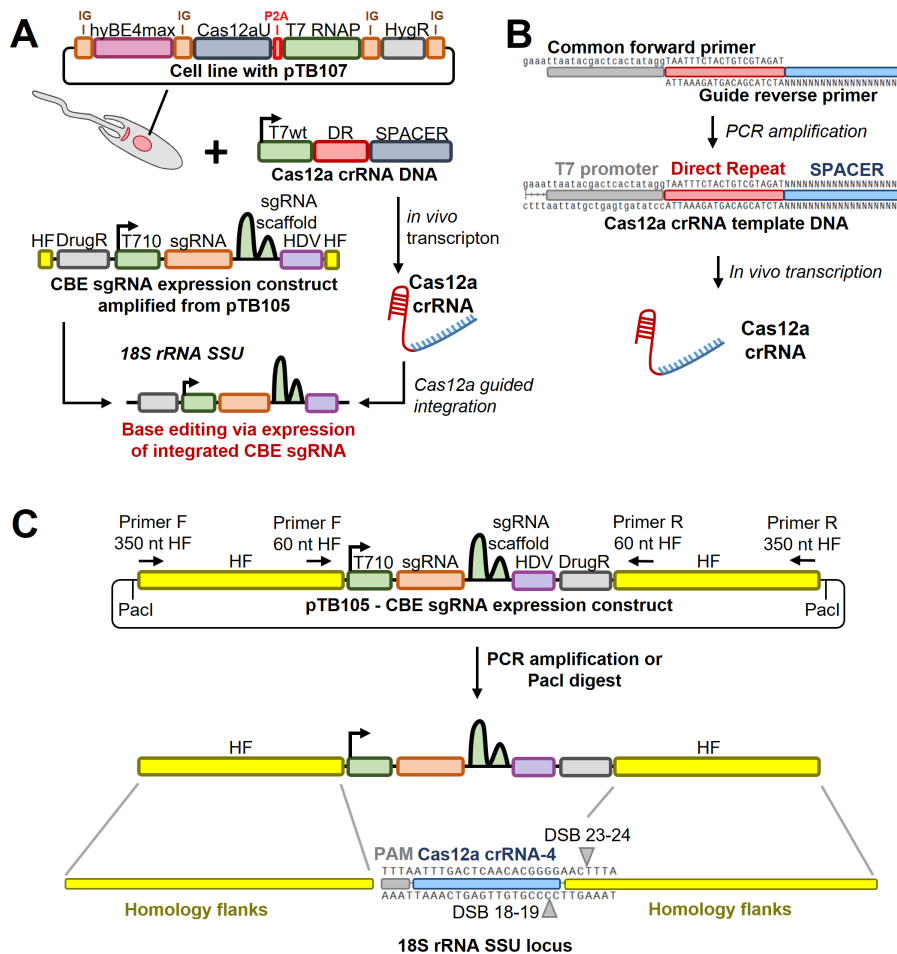 A
IG IG P2A IG IG
hyBE4max Cas12aU T7 RNAP HygR
Cell line with pTB107
+
T7wt DR SPACER
Cas12a crRNA DNA
sgRNA
scaffold
HF DrugR T710 sgRNA HDV HF
CBE sgRNA expression construct
amplified from pTB105
in vivo
transcripton
Cas12a
crRNA
18S rRNA SSU
Cas12a guided
integration
Base editing via expression
of integrated CBE sgRNA
B
Common forward primer
gaaattaatacgactcactataggTAATTTCTACTGTCGTAGAT
ATTAAAGATGACAGCATCTANNNNNNNNNNNNNNNNNNNN
Guide reverse primer
PCR amplification
T7 promoter Direct Repeat SPACER
gaaattaatacgactcactataggTAATTTCTACTGTCGTAGATNNNNNNNNNNNNNNNNNNNN
ctttaattatgctgagtgatatccATTAAAGATGACAGCATCTANNNNNNNNNNNNNNNNNNNN
Cas12a crRNA template DNA
In vivo transcription
Cas12a
crRNA
C
Primer F
350 nt HF
Primer F
60 nt HF
sgRNA
scaffold
Primer R
60 nt HF
Primer R
350 nt HF
HF T710 sgRNA HDV DrugR HF
PacI PacI
pTB105 - CBE sgRNA expression construct
PCR amplification or
PacI digest
HF HF
DSB 23-24
PAM Cas12a crRNA-4
TTTAATTTGACTCAACACGGGGAACTTTA
AAATTAAACTGAGTTGTGCCCCTTGAAAT
Homology flanks DSB 18-19 Homology flanks
18S rRNA SSU locus